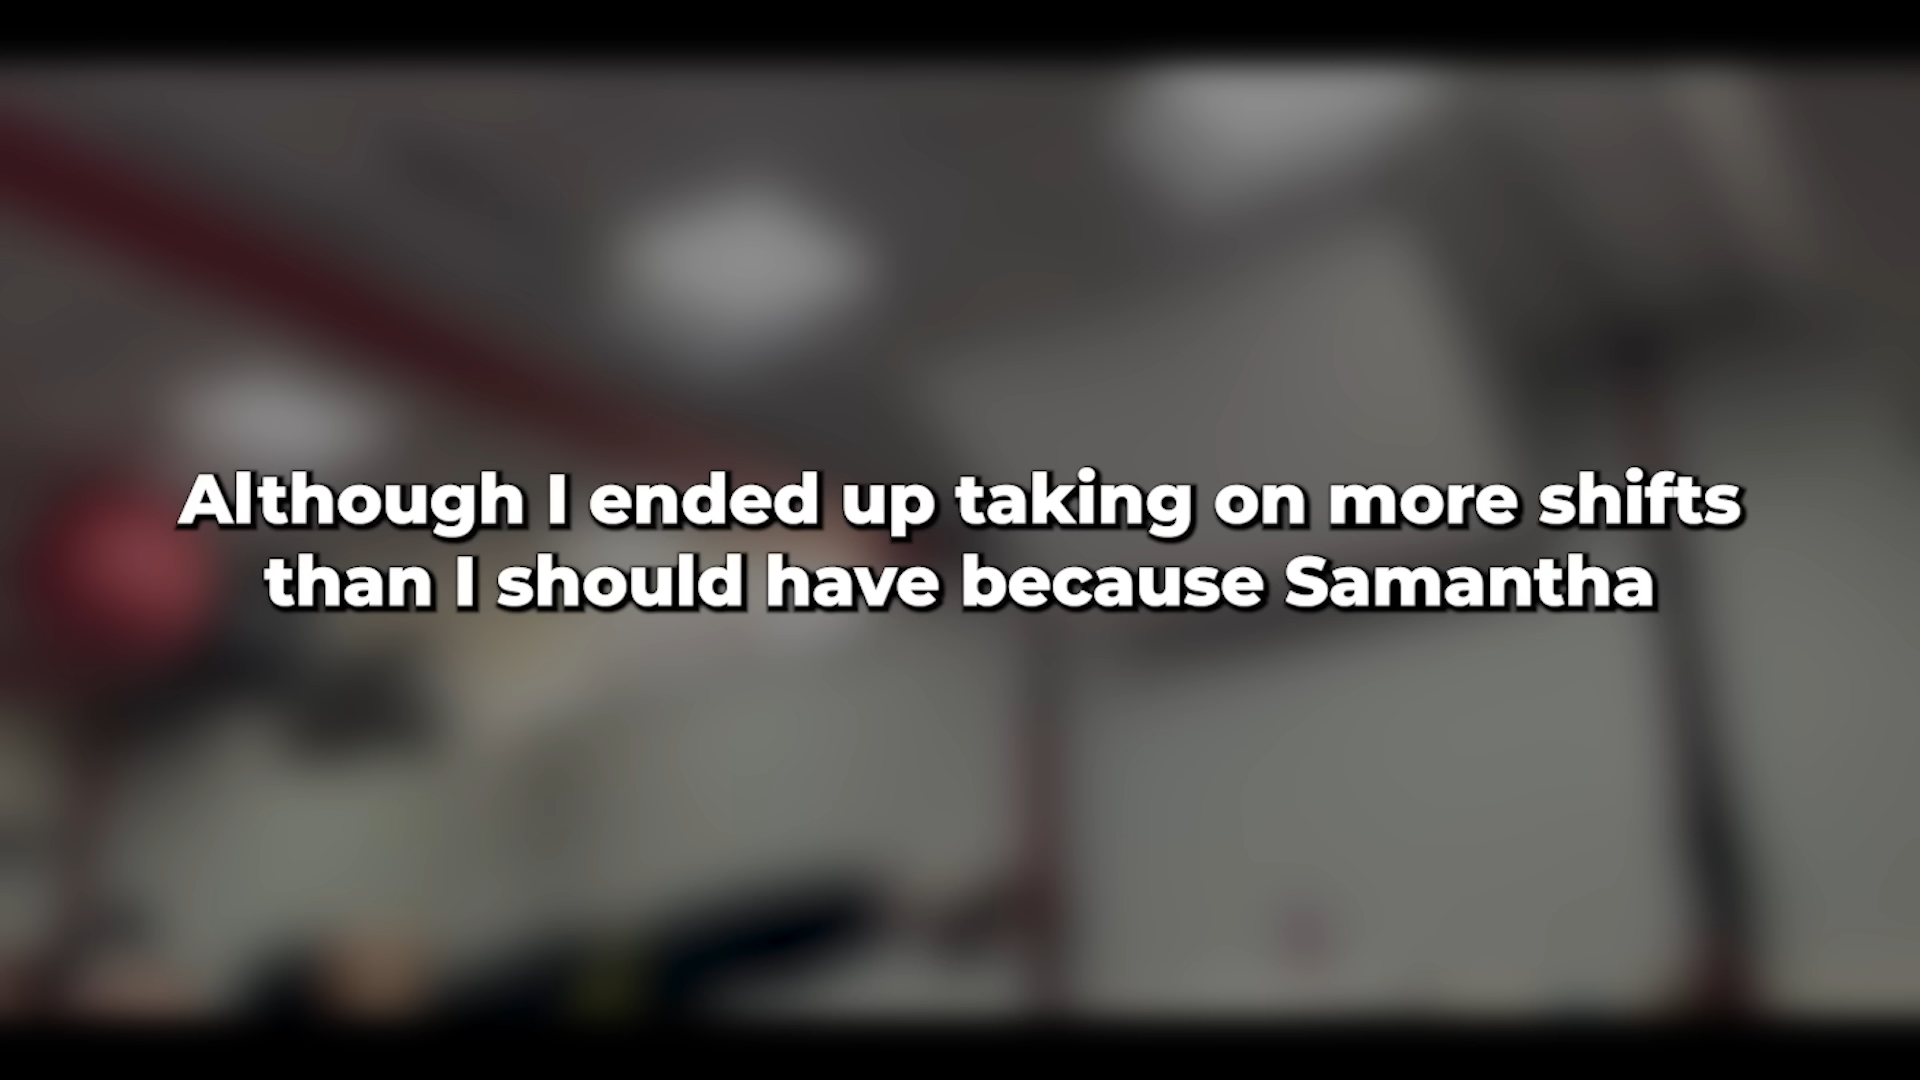 Although I ended up taking on more shifts
than I should have because Samantha